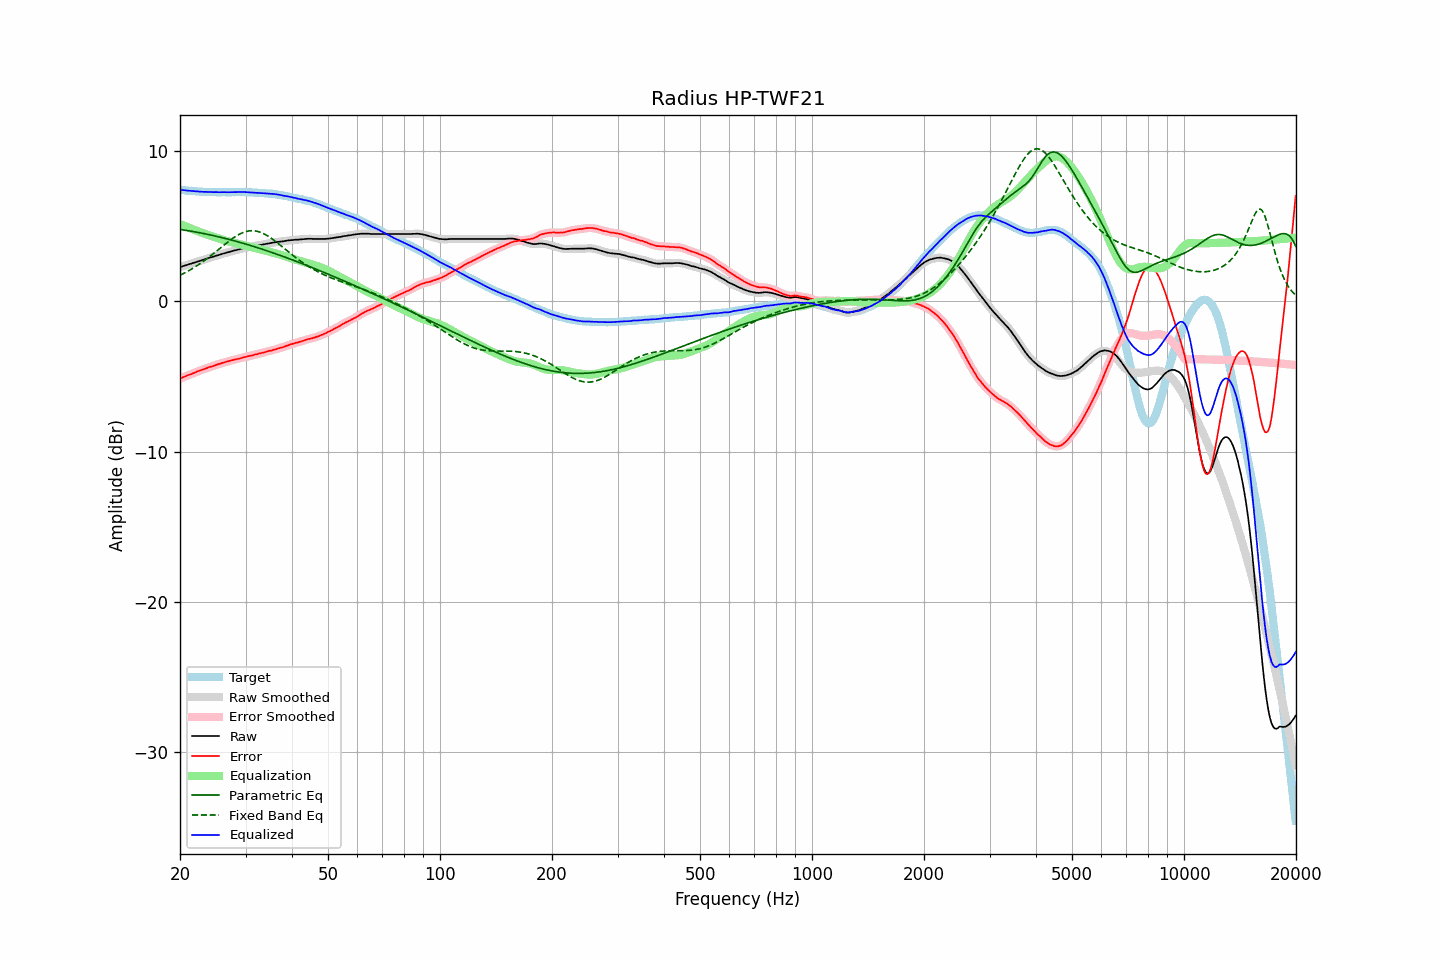 Radius HP-TWF21
Amplitude (dBr)
10
0
−10
−20
−30
Target
Raw Smoothed
Error Smoothed
Raw
Error
Equalization
Parametric Eq
Fixed Band Eq
Equalized
20 50 100 200 500 1000 2000 5000 10000 20000
Frequency (Hz)